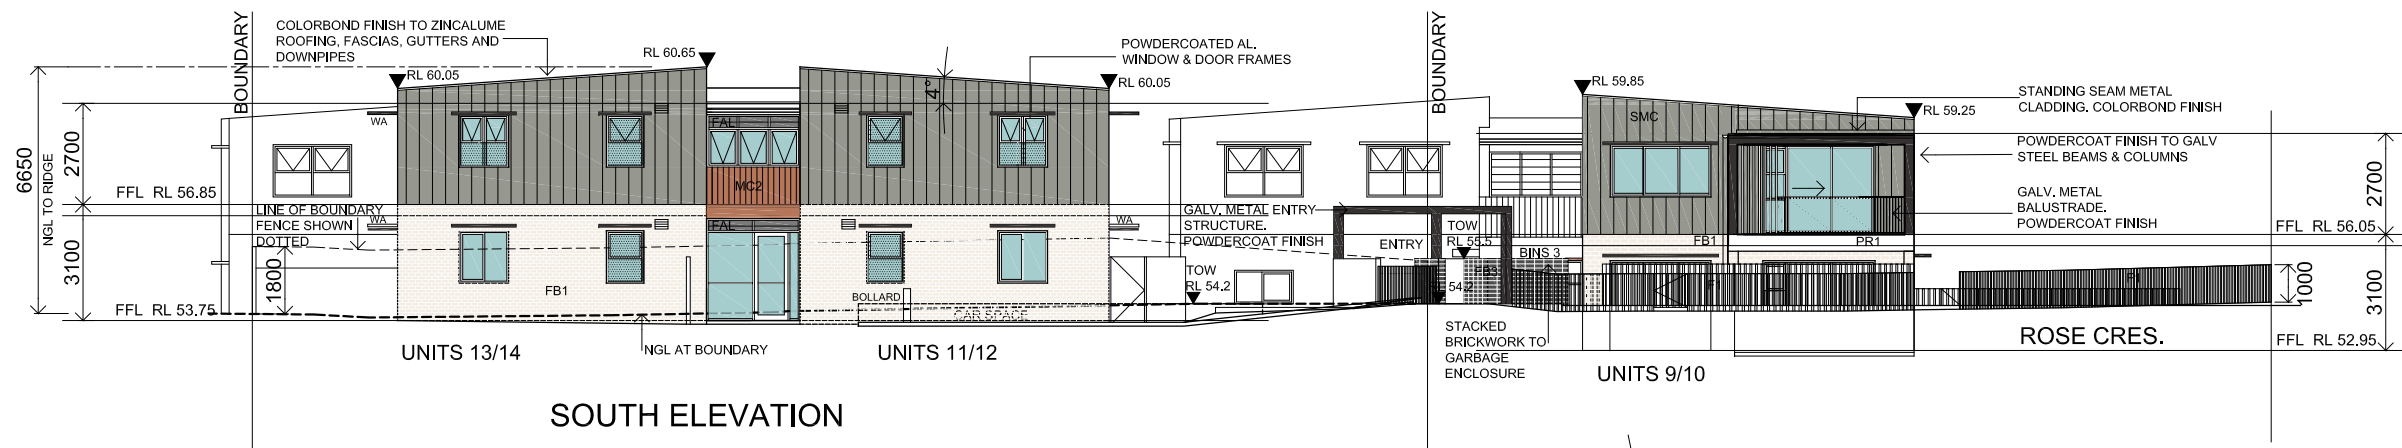 BOUNDARY
COLORBOND FINISH TO ZINCALUME
ROOFING, FASCIAS, GUTTERS AND
DOWNPIPES
RL 60.05
RL 60.65
POWDERCOATED AL.
WINDOW & DOOR FRAMES
4°
RL 60.05
BOUNDARY
RL 59.85
STANDING SEAM METAL
CLADDING. COLORBOND FINISH
RL 59.25
POWDERCOAT FINISH TO GALV
STEEL BEAMS & COLUMNS
GALV. METAL
BALUSTRADE.
POWDERCOAT FINISH
6650
NGL TO RIDGE
2700
3100
FFL RL 56.85
LINE OF BOUNDARY
FENCE SHOWN
DOTTED
1800
FFL RL 53.75
WA
WA
FAL
MC2
FAL
WA
FB1
BOLLARD
CAR SPACE
GALV. METAL ENTRY
STRUCTURE.
POWDERCOAT FINISH
TOW
RL 54.2
ENTRY
TOW
RL 55.5
FB3
RL 54.2
BINS 3
SMC
FB1
PR1
F1
F1
2700
FFL RL 56.05
1000
3100
FFL RL 52.95
UNITS 13/14
NGL AT BOUNDARY
UNITS 11/12
STACKED
BRICKWORK TO
GARBAGE
ENCLOSURE
UNITS 9/10
ROSE CRES.
SOUTH ELEVATION